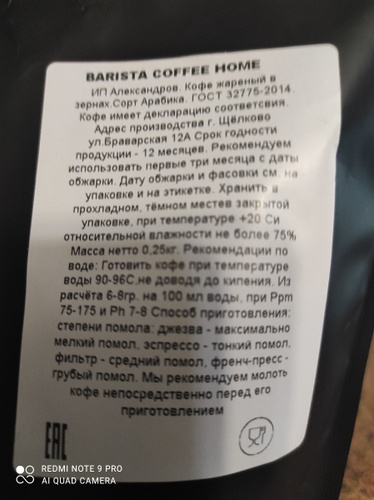 BARISTA COFFEE HOME
ИП Александров. Кофе жареный в
зернах.Сорт Арабика. ГОСТ 32775-2014.
Кофе имеет декларацию соответсвия.
Адрес производства г. Щёлково
ул.Браварская 12А Срок годности
продукции - 12 месяцев. Рекомендуем
использовать первые три месяца с даты
обжарки. Дату обжарки и фасовки см. на
упаковке и на этикетке. Хранить в
прохладном, тёмном местев закрытой
упаковке, при температуре +20 Си
относительной влажности не более 75%
Масса нетто 0,25кг. Рекомендации по
воде: Готовить кофе при температуре
воды 90-96С,не доводя до кипения. Из
расчёта 6-8гр. на 100 мл воды, при Ppm
75-175 и Ph 7-8 Способ приготовления:
степени помола: джезва - максимально
мелкий помол, эспрессо - тонкий помол,
фильтр - средний помол, френч-пресс -
грубый помол. Мы рекомендуем молоть
кофе непосредственно перед его
приготовлением
EAC
REDMI NOTE 9 PRO
AI QUAD CAMERA